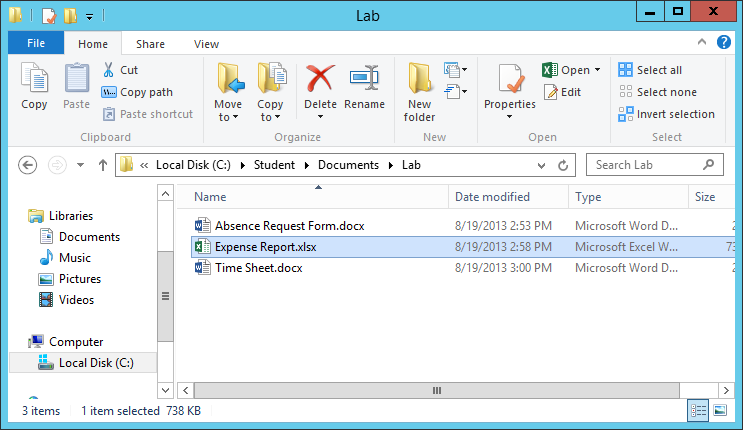 Lab
File Home Share View
Copy Paste Cut Copy path Paste shortcut
Move to Copy to Delete Rename
New folder
Properties Open Edit
Select all Select none Invert selection
Clipboard Organize New Open Select
Local Disk (C:) Student Documents Lab Search Lab
Name Date modified Type Size
Libraries
Documents
Music
Pictures
Videos
Computer
Local Disk (C:)
Absence Request Form.docx 8/19/2013 2:53 PM Microsoft Word D... 2
Expense Report.xlsx 8/19/2013 2:58 PM Microsoft Excel W... 73
Time Sheet.docx 8/19/2013 3:00 PM Microsoft Word D... 2
3 items 1 item selected 738 KB